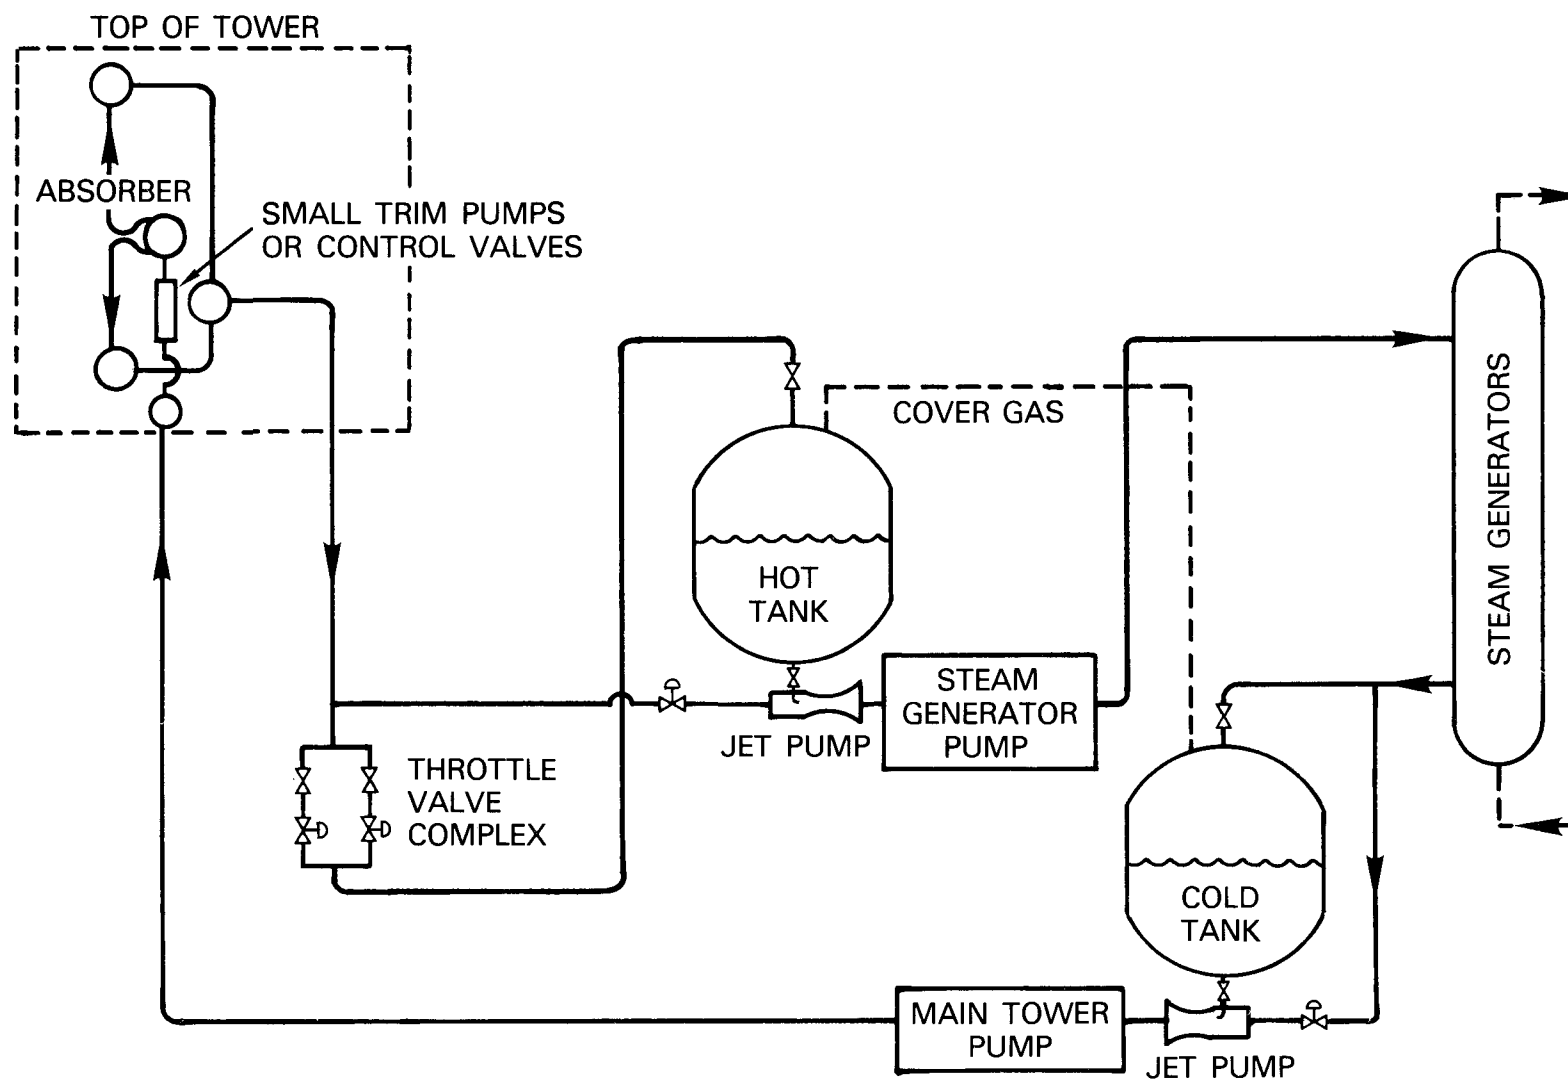 TOP OF TOWER
ABSORBER
SMALL TRIM PUMPS
OR CONTROL VALVES
COVER GAS
HOT
TANK
STEAM GENERATORS
STEAM
GENERATOR
PUMP
JET PUMP
THROTTLE
VALVE
COMPLEX
COLD
TANK
MAIN TOWER
PUMP
JET PUMP